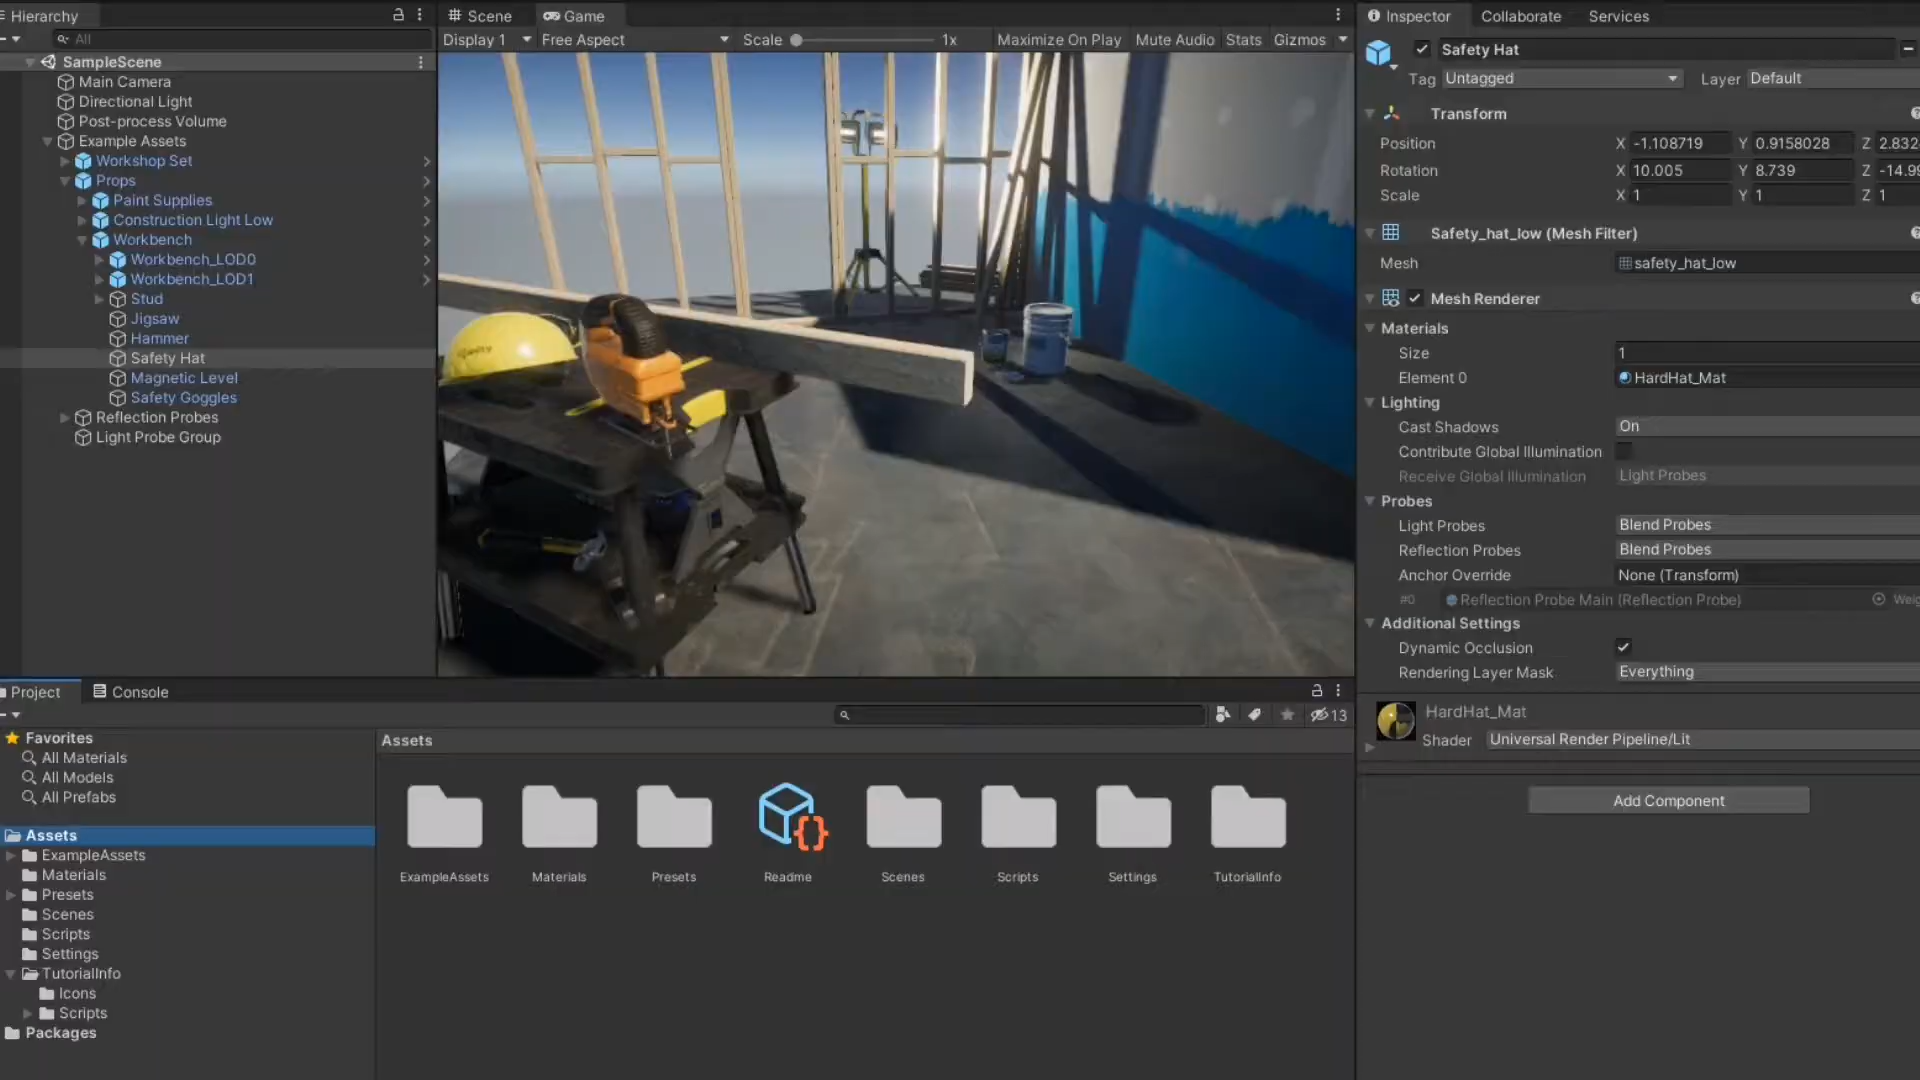 Hierarchy
All
SampleScene
Main Camera
Directional Light
Post-process Volume
Example Assets
Workshop Set
Props
Paint Supplies
Construction Light Low
Workbench
Workbench_LOD0
Workbench_LOD1
Stud
Jigsaw
Hammer
Safety Hat
Magnetic Level
Safety Goggles
Reflection Probes
Light Probe Group
Scene Game
Display 1 Free Aspect Scale 1x Maximize On Play Mute Audio Stats Gizmos
Inspector Collaborate Services
Safety Hat
Tag Untagged Layer Default
Transform
Position X -1.108719 Y 0.9158028 Z 2.832
Rotation X 10.005 Y 8.739 Z -14.99
Scale X 1 Y 1 Z 1
Safety_hat_low (Mesh Filter)
Mesh safety_hat_low
Mesh Renderer
Materials
Size 1
Element 0 HardHat_Mat
Lighting
Cast Shadows On
Contribute Global Illumination
Receive Global Illumination Light Probes
Probes
Light Probes Blend Probes
Reflection Probes Blend Probes
Anchor Override None (Transform)
#0 Reflection Probe Main (Reflection Probe) Weig
Additional Settings
Dynamic Occlusion
Rendering Layer Mask Everything
HardHat_Mat
Shader Universal Render Pipeline/Lit
Add Component
Project Console
13
Favorites
All Materials
All Models
All Prefabs
Assets
ExampleAssets
Materials
Presets
Scenes
Scripts
Settings
TutorialInfo
Icons
Scripts
Packages
Assets
ExampleAssets Materials Presets Readme Scenes Scripts Settings TutorialInfo